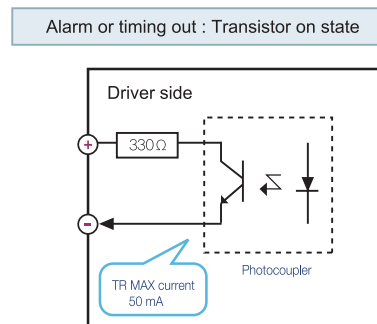 Alarm or timing out : Transistor on state
Driver side
+
330Ω
-
TR MAX current
50 mA
Photocoupler